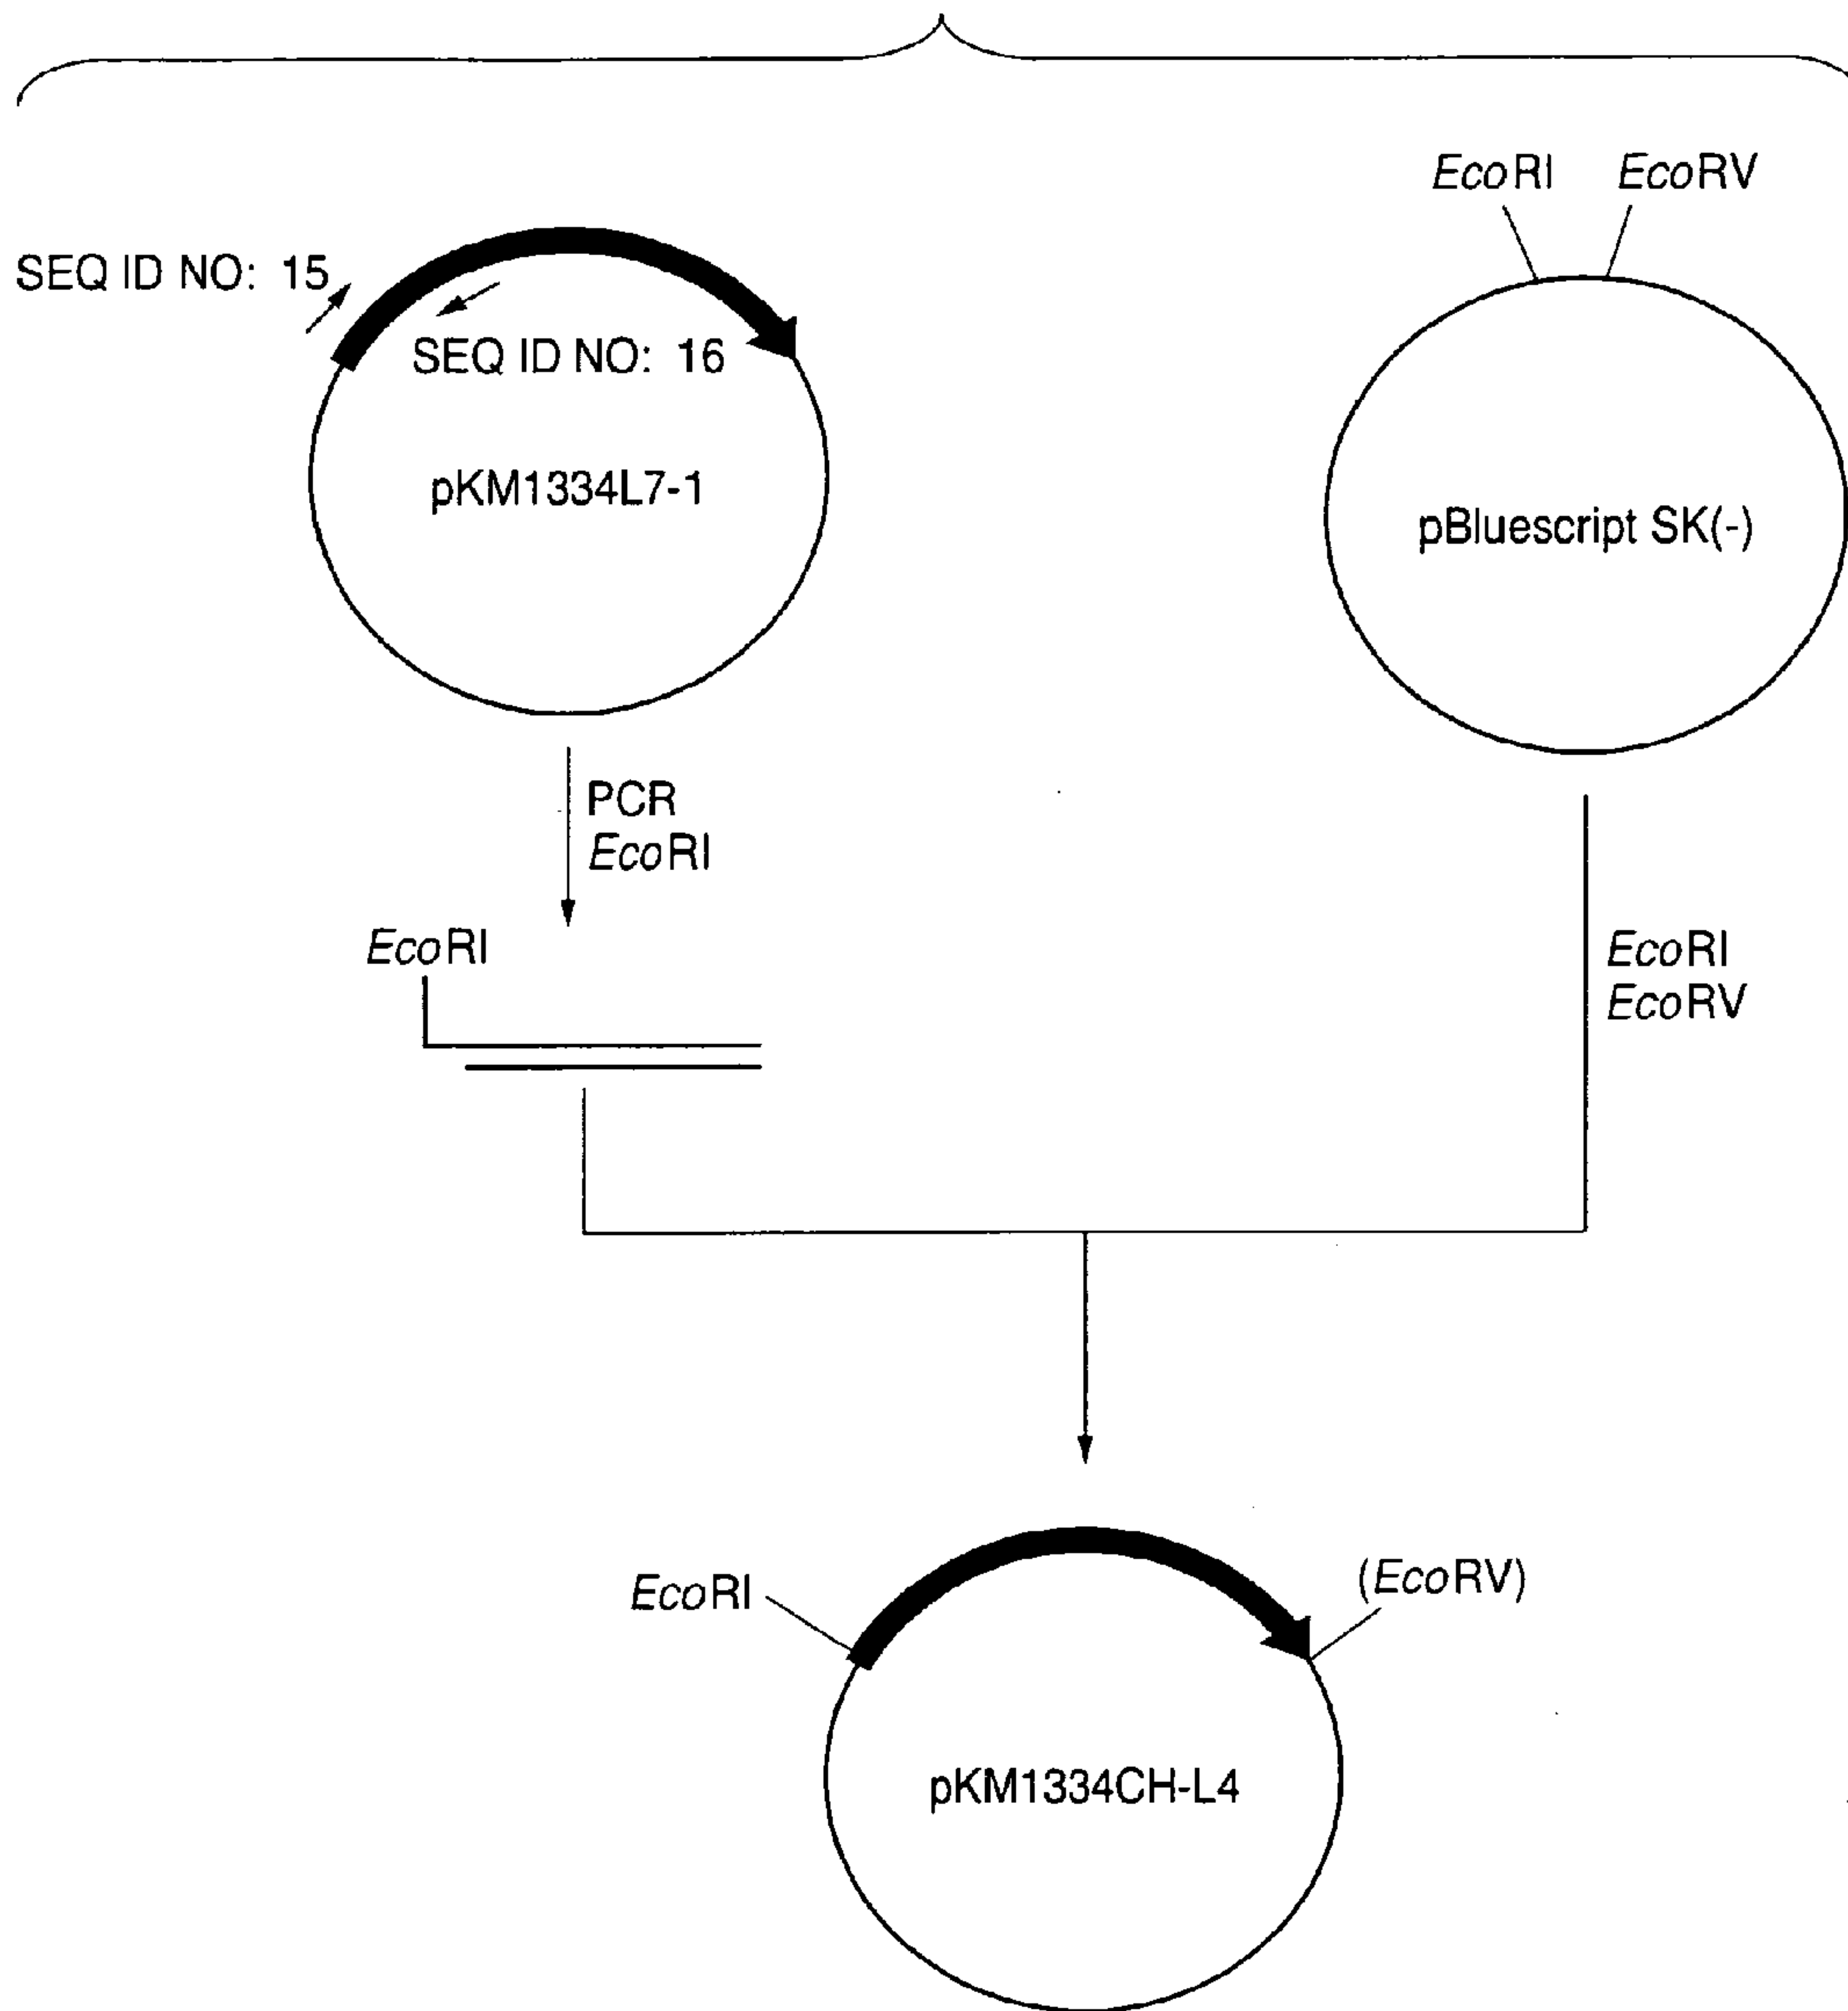 EcoRI EcoRV
SEQ ID NO: 15
SEQ ID NO: 16
pKM1334L7-1
pBluescript SK(-)
PCR
EcoRI
EcoRI
EcoRI
EcoRV
EcoRI
(EcoRV)
pKM1334CH-L4